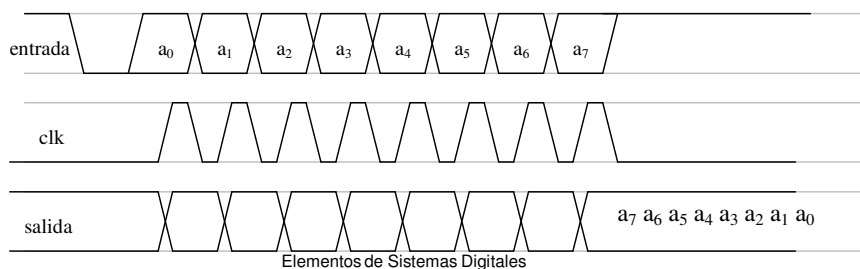 entrada a₀ a₁ a₂ a₃ a₄ a₅ a₆ a₇
clk
salida a₇ a₆ a₅ a₄ a₃ a₂ a₁ a₀
Elementos de Sistemas Digitales